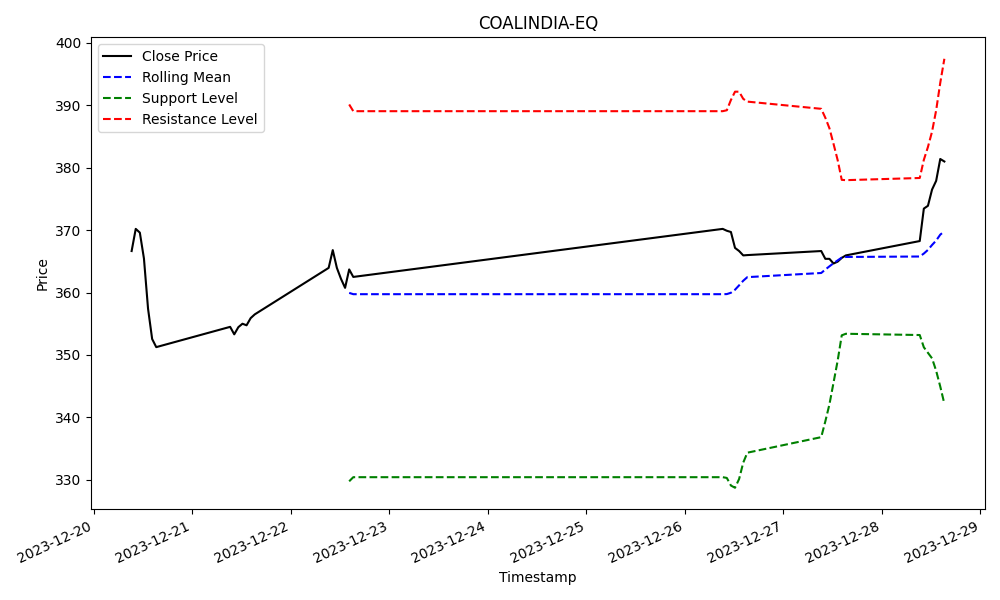 COALINDIA-EQ
Close Price
Rolling Mean
Support Level
Resistance Level
Price
400
390
380
370
360
350
340
330
2023-12-20
2023-12-21
2023-12-22
2023-12-23
2023-12-24
2023-12-25
2023-12-26
2023-12-27
2023-12-28
2023-12-29
Timestamp